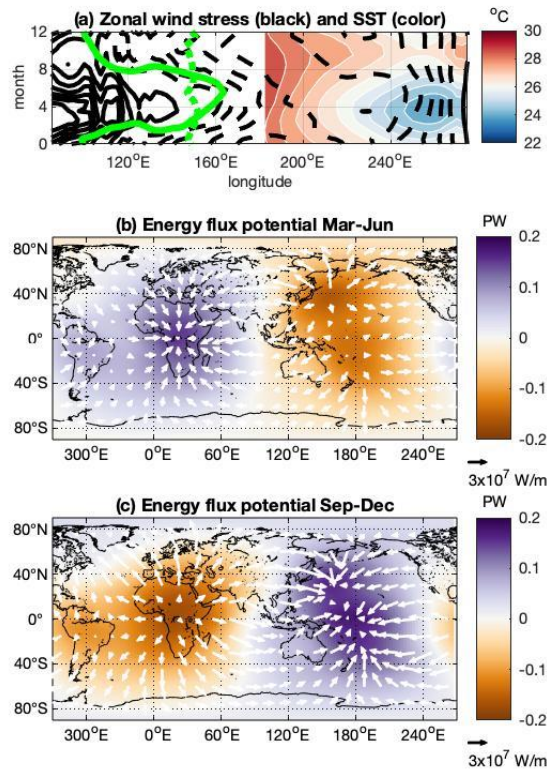 (a) Zonal wind stress (black) and SST (color)
°C
12
8
4
0
month
120°E
160°E
200°E
240°E
longitude
30
28
26
24
22
(b) Energy flux potential Mar-Jun
PW
80°N
40°N
0°
40°S
80°S
300°E
0°E
60°E
120°E
180°E
240°E
0.2
0.1
0
-0.1
-0.2
3x10⁷ W/m
(c) Energy flux potential Sep-Dec
PW
80°N
40°N
0°
40°S
80°S
300°E
0°E
60°E
120°E
180°E
240°E
0.2
0.1
0
-0.1
-0.2
3x10⁷ W/m